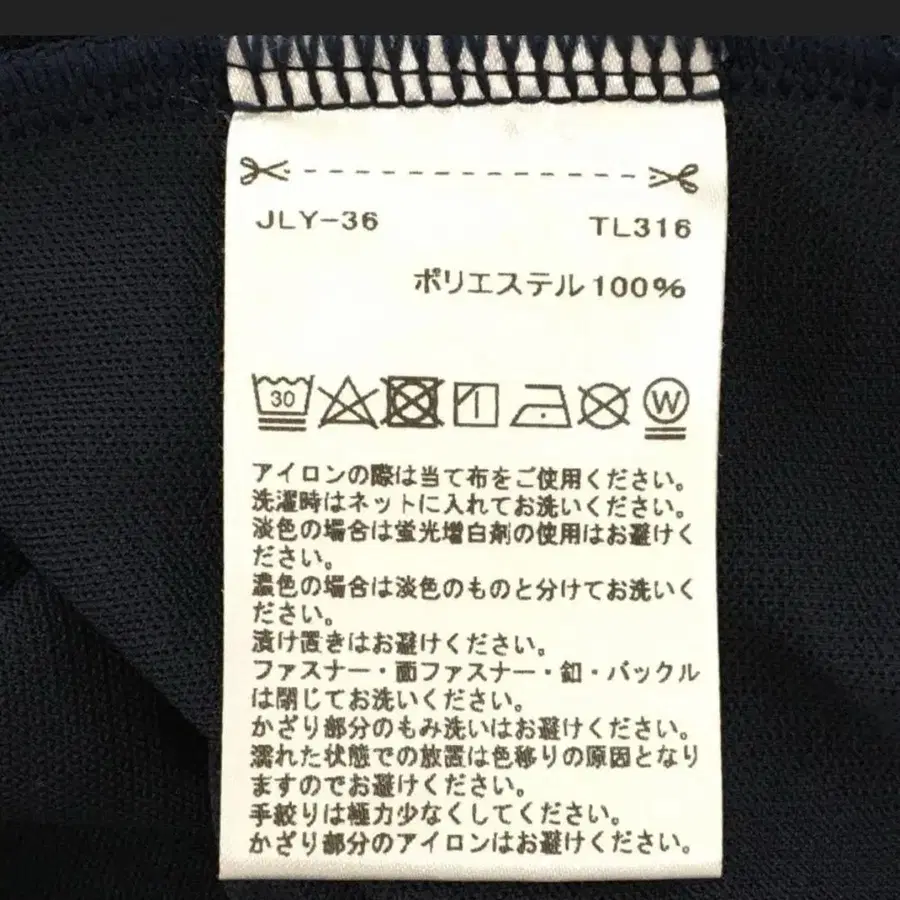 JLY-36 TL316
ポリエステル100%
30 W
アイロンの際は当て布をご使用ください。
洗濯時はネットに入れてお洗いください。
淡色の場合は蛍光増白剤の使用はお避けく
ださい。
濃色の場合は淡色のものと分けてお洗いく
ださい。
漬け置きはお避けください。
ファスナー・面ファスナー・釦・バックル
は閉じてお洗いください。
かざり部分のもみ洗いはお避けください。
濡れた状態での放置は色移りの原因となり
ますのでお避けください。
手絞りは極力少なくしてください。
かざり部分のアイロンはお避けください。